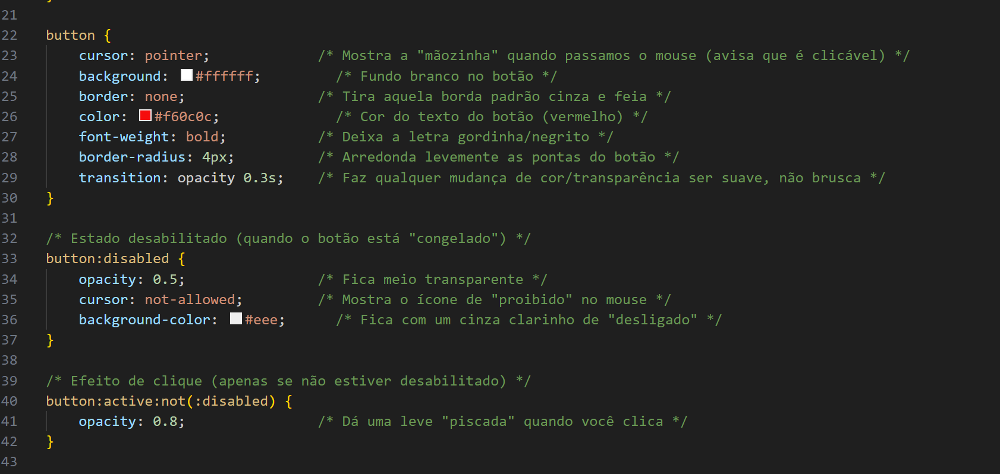 21
22 button {
23 cursor: pointer; /* Mostra a "mãozinha" quando passamos o mouse (avisa que é clicável) */
24 background: #ffffff; /* Fundo branco no botão */
25 border: none; /* Tira aquela borda padrão cinza e feia */
26 color: #f60c0c; /* Cor do texto do botão (vermelho) */
27 font-weight: bold; /* Deixa a letra gordinha/negrito */
28 border-radius: 4px; /* Arredonda levemente as pontas do botão */
29 transition: opacity 0.3s; /* Faz qualquer mudança de cor/transparência ser suave, não brusca */
30 }
31
32 /* Estado desabilitado (quando o botão está "congelado") */
33 button:disabled {
34 opacity: 0.5; /* Fica meio transparente */
35 cursor: not-allowed; /* Mostra o ícone de "proibido" no mouse */
36 background-color: #eee; /* Fica com um cinza clarinho de "desligado" */
37 }
38
39 /* Efeito de clique (apenas se não estiver desabilitado) */
40 button:active:not(:disabled) {
41 opacity: 0.8; /* Dá uma leve "piscada" quando você clica */
42 }
43